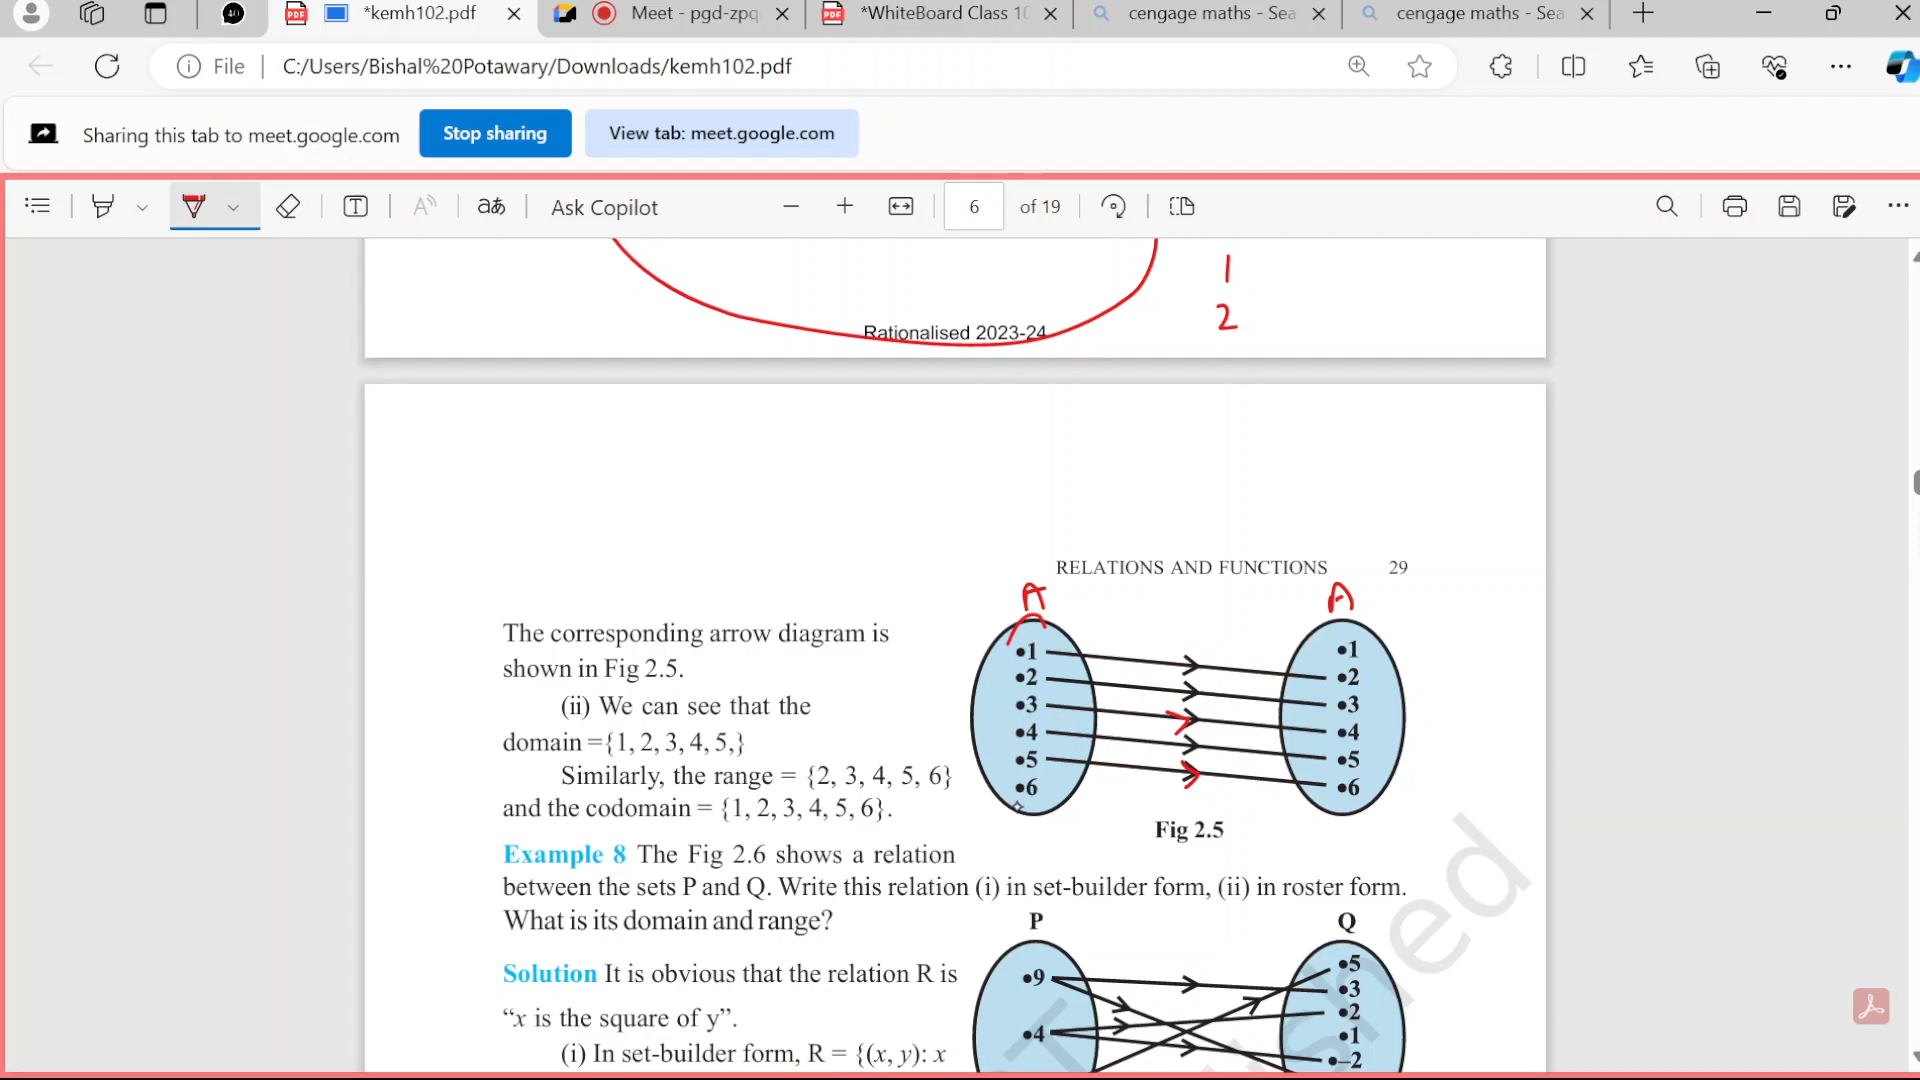 40
*kemh102.pdf
Meet - pgd-zpq
*WhiteBoard Class 10
cengage maths - Sea
cengage maths - Sea
File
C:/Users/Bishal%20Potawary/Downloads/kemh102.pdf
Sharing this tab to meet.google.com
Stop sharing
View tab: meet.google.com
aあ
Ask Copilot
6
of 19
1
2
Rationalised 2023-24
RELATIONS AND FUNCTIONS 29
A A
The corresponding arrow diagram is
shown in Fig 2.5.
(ii) We can see that the
domain ={1, 2, 3, 4, 5,}
Similarly, the range = {2, 3, 4, 5, 6}
and the codomain = {1, 2, 3, 4, 5, 6}.
•1 •1
•2 •2
•3 •3
•4 •4
•5 •5
•6 •6
Fig 2.5
Example 8 The Fig 2.6 shows a relation
between the sets P and Q. Write this relation (i) in set-builder form, (ii) in roster form.
What is its domain and range?
P Q
Solution It is obvious that the relation R is
“x is the square of y”.
(i) In set-builder form, R = {(x, y): x
•9
•4
•5
•3
•2
•1
•–2